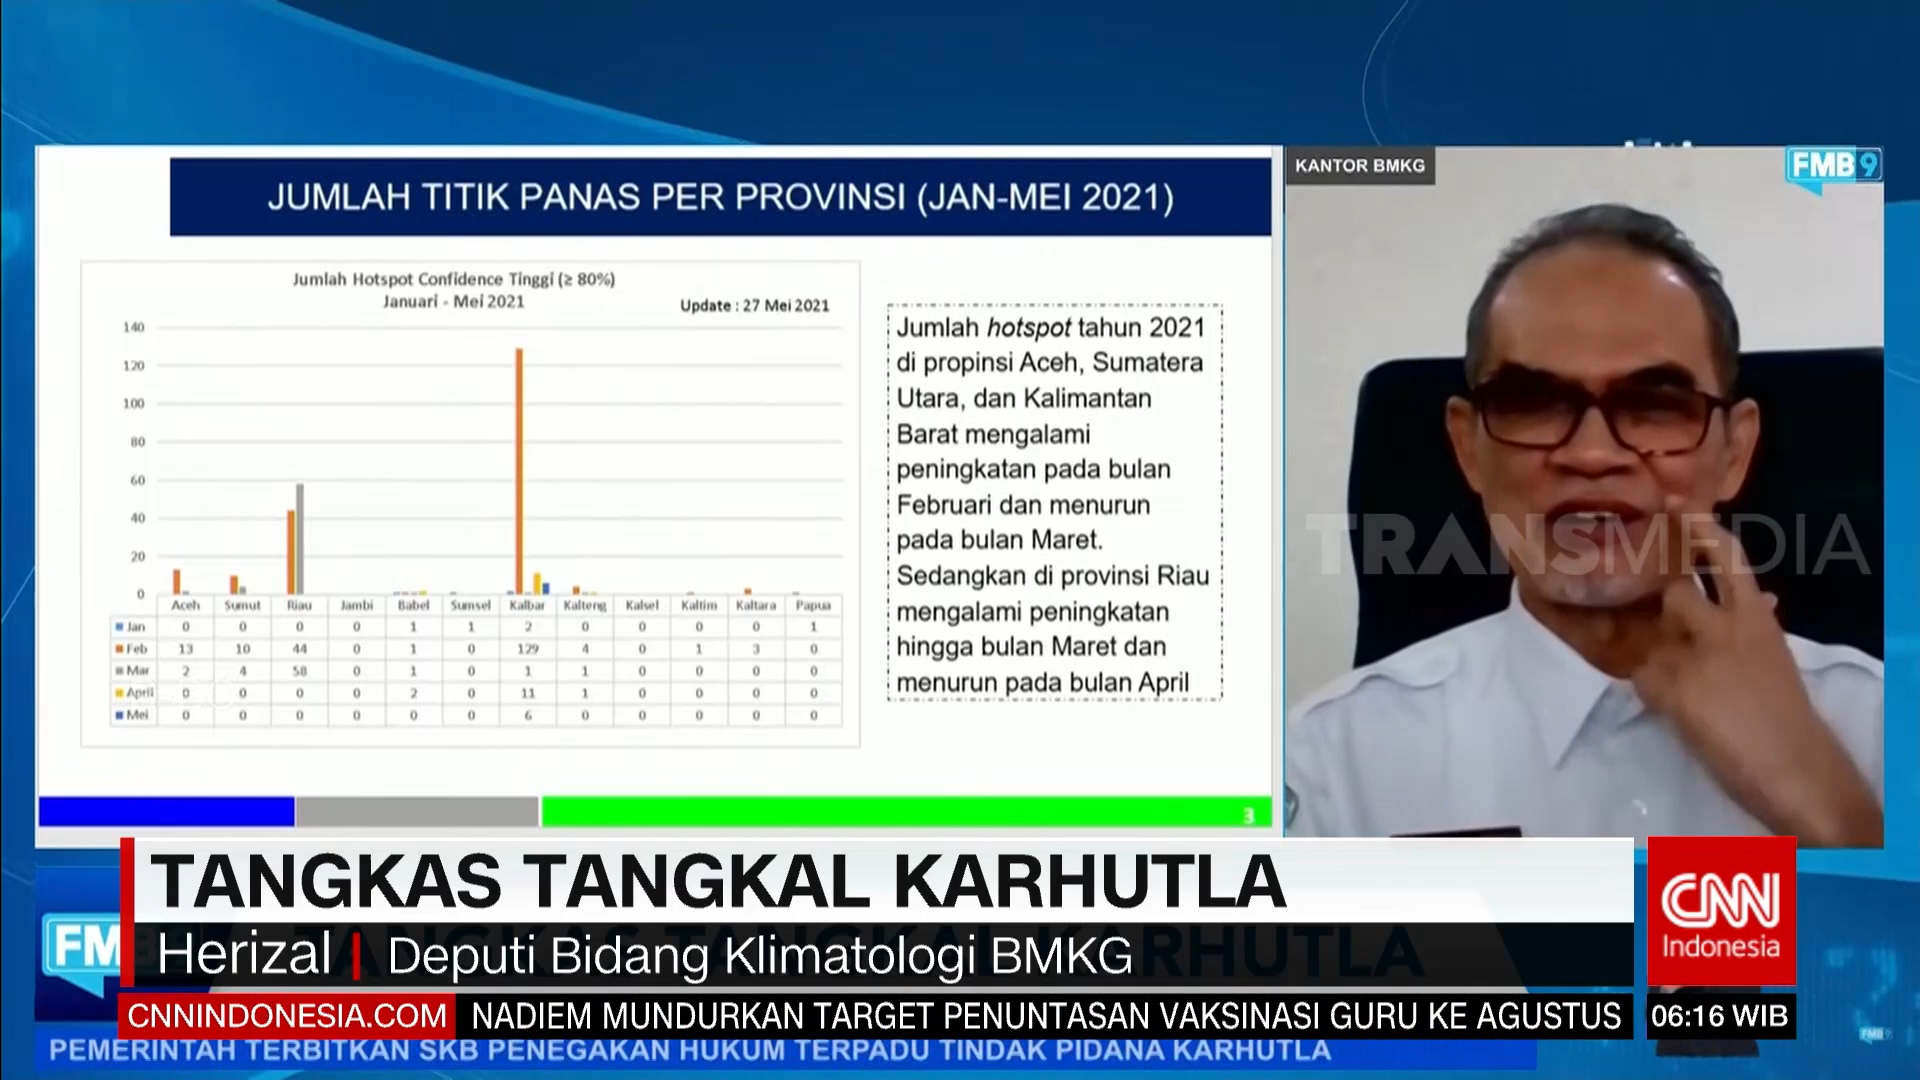 KANTOR BMKG
FMB9
JUMLAH TITIK PANAS PER PROVINSI (JAN-MEI 2021)
Jumlah Hotspot Confidence Tinggi (≥ 80%)
Januari - Mei 2021
Update : 27 Mei 2021
140
120
100
80
60
40
20
0
Aceh Sumut Riau Jambi Babel Sumsel Kalbar Kalteng Kalsel Kaltim Kaltara Papua
Jan 0 0 0 0 1 1 2 0 0 0 0 1
Feb 13 10 44 0 1 0 129 4 0 1 3 0
Mar 2 4 58 0 1 0 1 1 0 0 0 0
April 0 0 0 0 2 0 11 1 0 0 0 0
Mei 0 0 0 0 0 0 6 0 0 0 0 0
Jumlah hotspot tahun 2021
di propinsi Aceh, Sumatera
Utara, dan Kalimantan
Barat mengalami
peningkatan pada bulan
Februari dan menurun
pada bulan Maret.
Sedangkan di provinsi Riau
mengalami peningkatan
hingga bulan Maret dan
menurun pada bulan April
3
TRANSMEDIA
TANGKAS TANGKAL KARHUTLA
Herizal | Deputi Bidang Klimatologi BMKG
CNN
Indonesia
CNNINDONESIA.COM NADIEM MUNDURKAN TARGET PENUNTASAN VAKSINASI GURU KE AGUSTUS 06:16 WIB
PEMERINTAH TERBITKAN SKB PENEGAKAN HUKUM TERPADU TINDAK PIDANA KARHUTLA